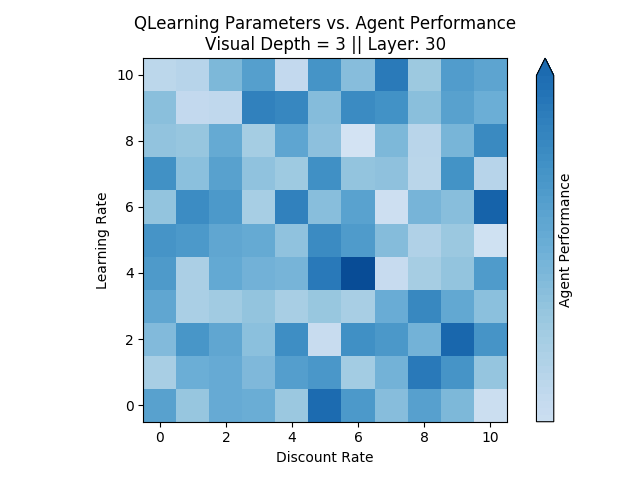 QLearning Parameters vs. Agent Performance
Visual Depth = 3 || Layer: 30
10
8
6
4
2
0
Learning Rate
0 2 4 6 8 10
Discount Rate
Agent Performance